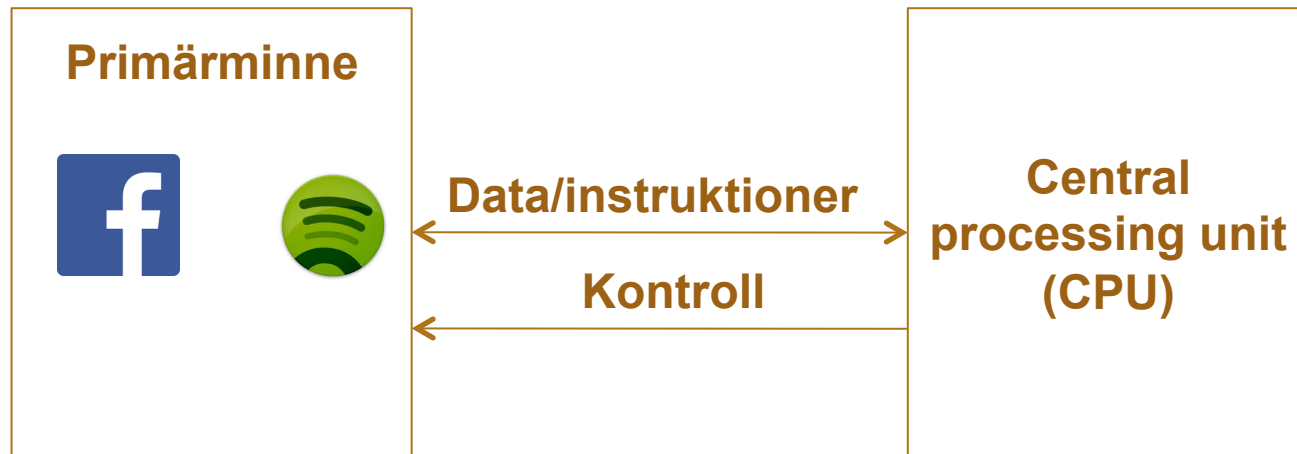 Primärminne
f
Data/instruktioner
Kontroll
Central
processing unit
(CPU)